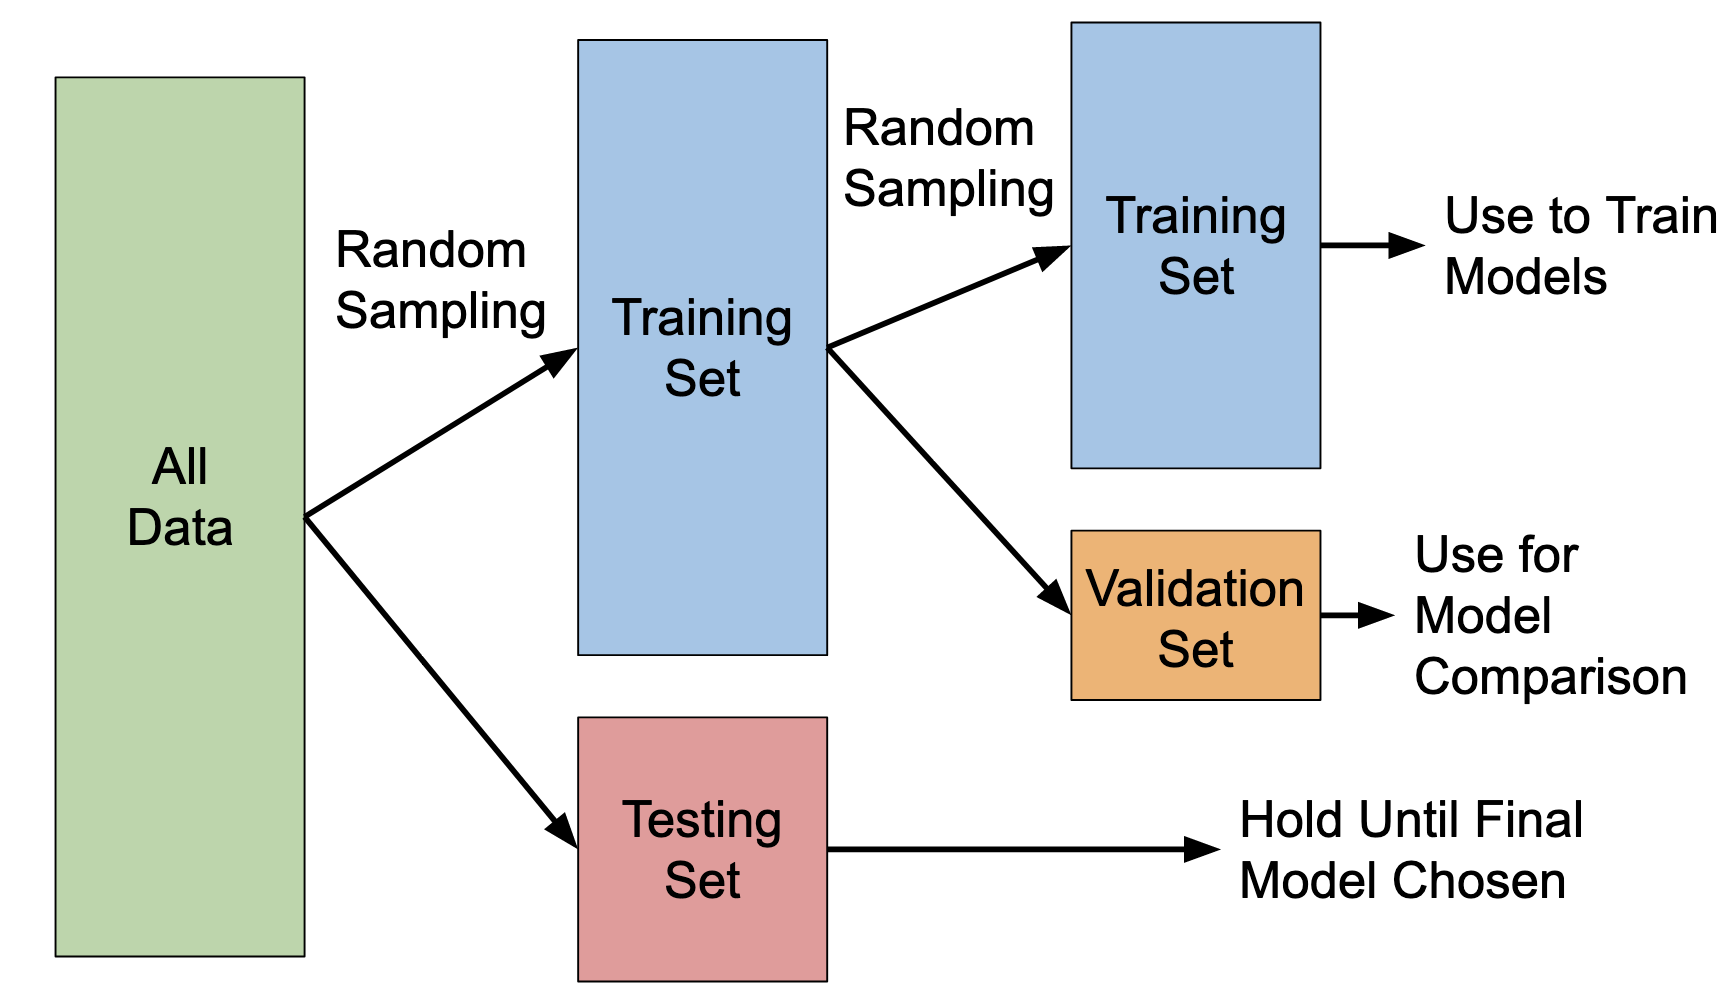 All
Data
Random
Sampling
Training
Set
Testing
Set
Random
Sampling
Training
Set
Validation
Set
Use to Train
Models
Use for
Model
Comparison
Hold Until Final
Model Chosen